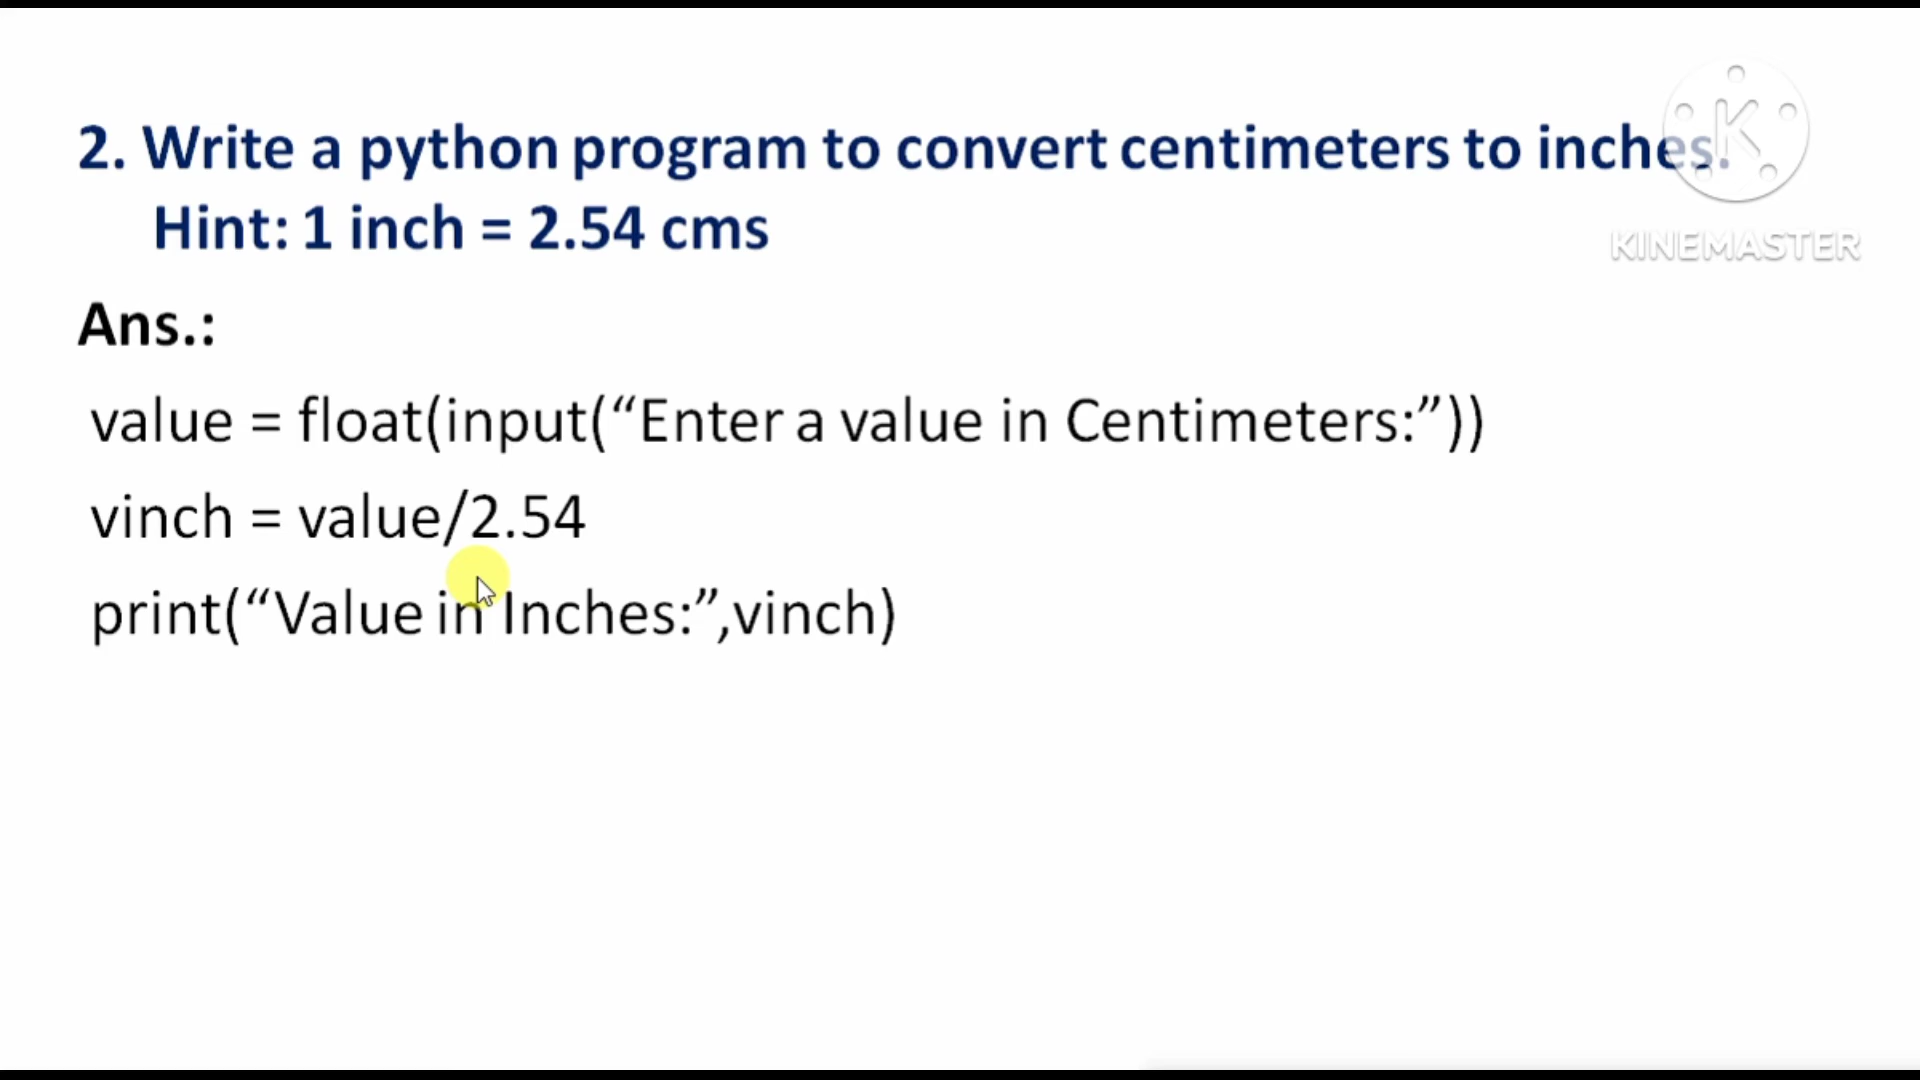 2. Write a python program to convert centimeters to inches.
Hint: 1 inch = 2.54 cms
KINEMASTER
Ans.:
value = float(input(“Enter a value in Centimeters:”))
vinch = value/2.54
print(“Value in Inches:”,vinch)